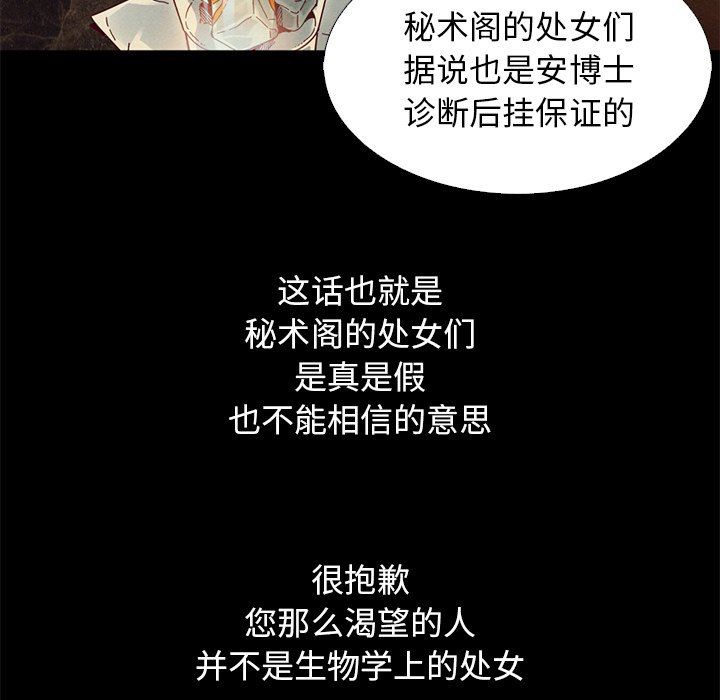 秘术阁的处女们
据说也是安博士
诊断后挂保证的
这话也就是
秘术阁的处女们
是真是假
也不能相信的意思
很抱歉
您那么渴望的人
并不是生物学上的处女